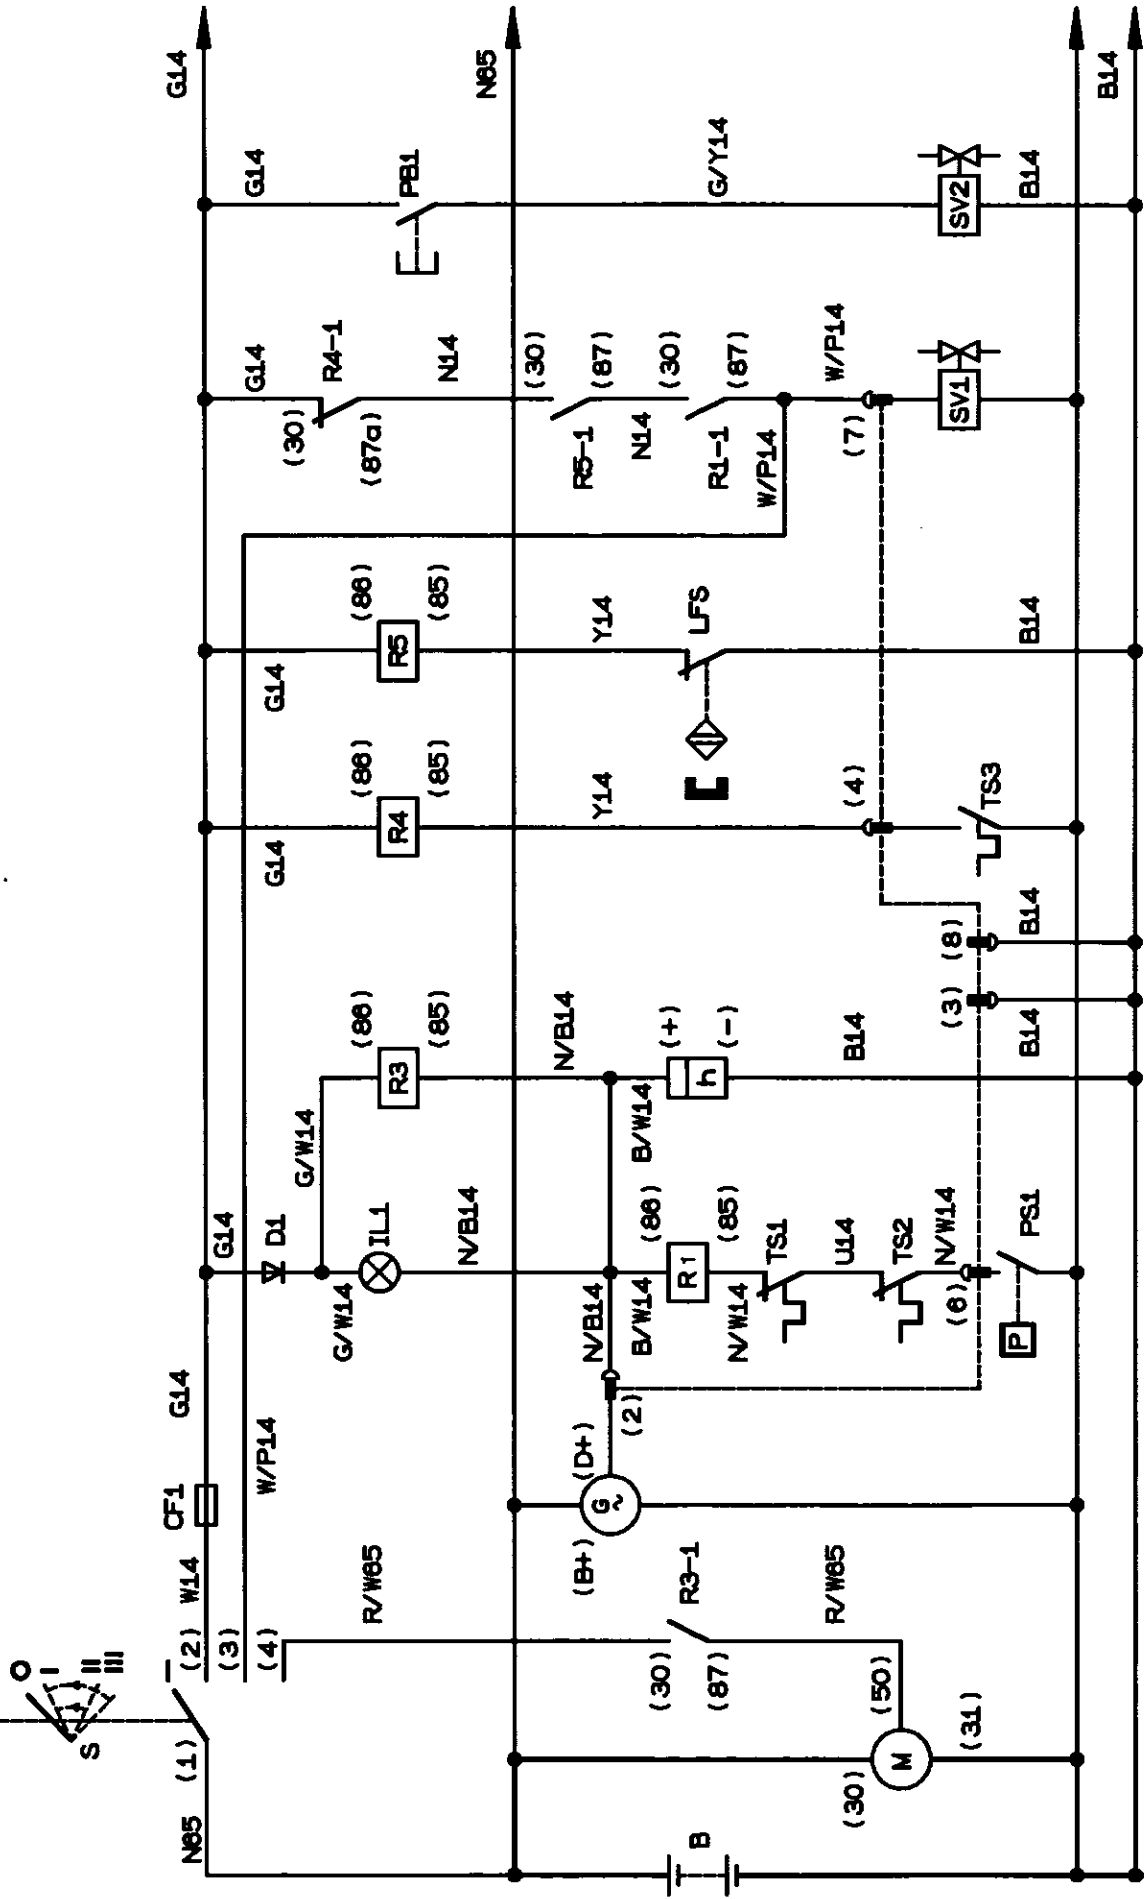 G14
N65
B14
G14
PB1
G/Y14
SV2
B14
G14
R4-1
(30)
(87a)
N14
(30)
(87)
R5-1
N14
(30)
(87)
R1-1
W/P14
W/P14
(7)
SV1
(86)
R5
(85)
G14
Y14
LFS
B14
(86)
R4
(85)
G14
Y14
(4)
TS3
(8)
B14
(3)
B14
(86)
R3
(85)
N/B14
(+)
h
(-)
B14
G/W14
B/W14
G14
D1
IL1
G/W14
N/B14
(86)
R1
(85)
N/B14
B/W14
N/W14
TS1
U14
TS2
N/W14
(6)
PS1
P
G14
CF1
W/P14
(D+)
(2)
G
~
(B+)
W14
R/W65
R3-1
(30)
(87)
R/W65
(2)
(3)
(4)
O
I
II
III
S
(1)
(50)
M
(31)
(30)
N65
B